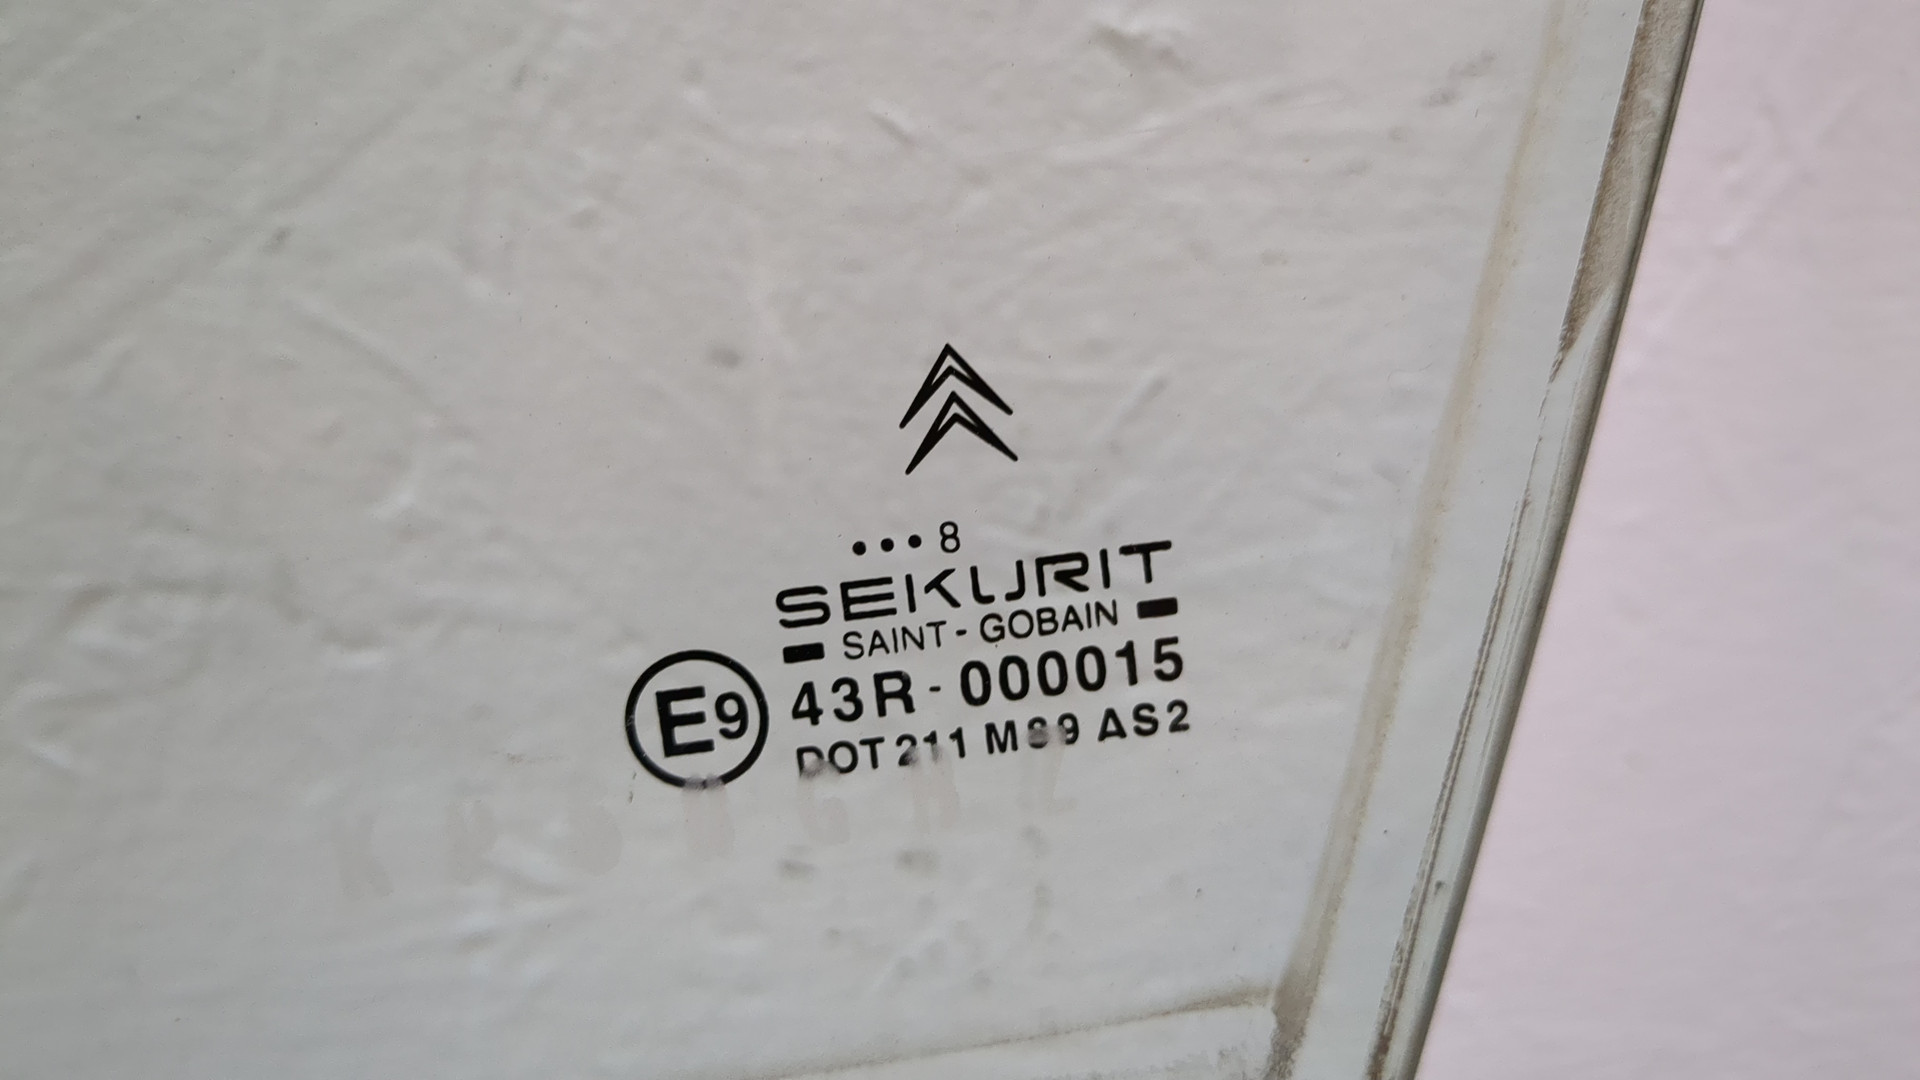 •••8
SEKURIT
SAINT-GOBAIN
E9
43R-000015
DOT 211 M89 AS2